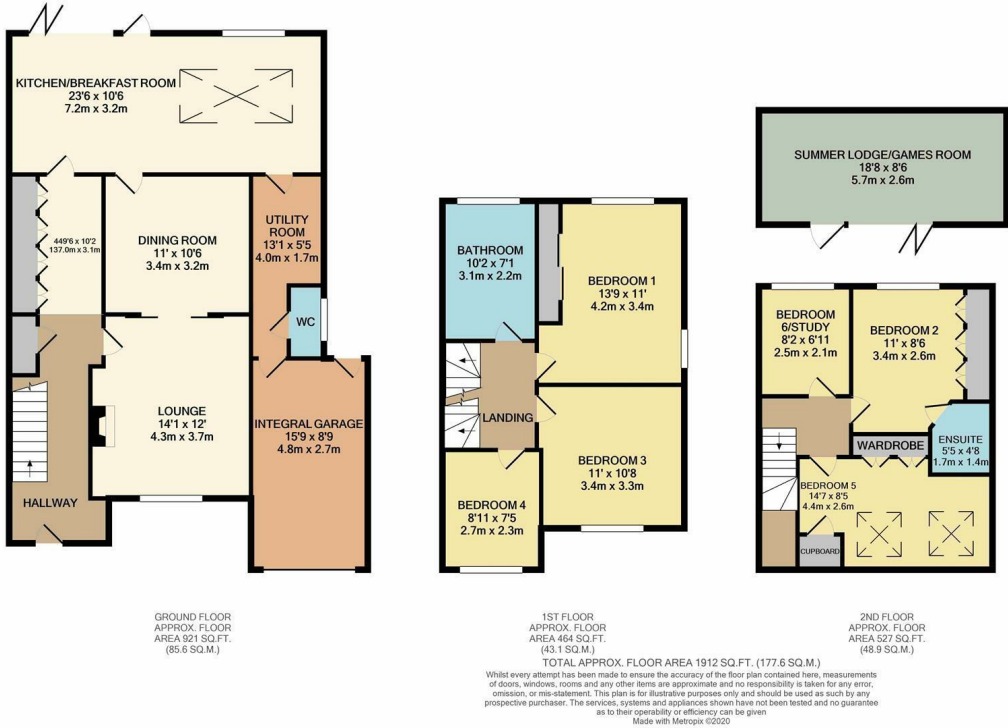 KITCHEN/BREAKFAST ROOM
23'6 x 10'6
7.2m x 3.2m
449'6 x 10'2
137.0m x 3.1m
DINING ROOM
11' x 10'6
3.4m x 3.2m
UTILITY
ROOM
13'1 x 5'5
4.0m x 1.7m
WC
LOUNGE
14'1 x 12'
4.3m x 3.7m
INTEGRAL GARAGE
15'9 x 8'9
4.8m x 2.7m
HALLWAY
GROUND FLOOR
APPROX. FLOOR
AREA 921 SQ.FT.
(85.6 SQ.M.)
BATHROOM
10'2 x 7'1
3.1m x 2.2m
BEDROOM 1
13'9 x 11'
4.2m x 3.4m
LANDING
BEDROOM 3
11' x 10'8
3.4m x 3.3m
BEDROOM 4
8'11 x 7'5
2.7m x 2.3m
1ST FLOOR
APPROX. FLOOR
AREA 464 SQ.FT.
(43.1 SQ.M.)
SUMMER LODGE/GAMES ROOM
18'8 x 8'6
5.7m x 2.6m
BEDROOM
6/STUDY
8'2 x 6'11
2.5m x 2.1m
BEDROOM 2
11' x 8'6
3.4m x 2.6m
WARDROBE
ENSUITE
5'5 x 4'8
1.7m x 1.4m
BEDROOM 5
14'7 x 8'5
4.4m x 2.6m
CUPBOARD
2ND FLOOR
APPROX. FLOOR
AREA 527 SQ.FT.
(48.9 SQ.M.)
TOTAL APPROX. FLOOR AREA 1912 SQ.FT. (177.6 SQ.M.)
Whilst every attempt has been made to ensure the accuracy of the floor plan contained here, measurements
of doors, windows, rooms and any other items are approximate and no responsibility is taken for any error,
omission, or mis-statement. This plan is for illustrative purposes only and should be used as such by any
prospective purchaser. The services, systems and appliances shown have not been tested and no guarantee
as to their operability or efficiency can be given
Made with Metropix ©2020